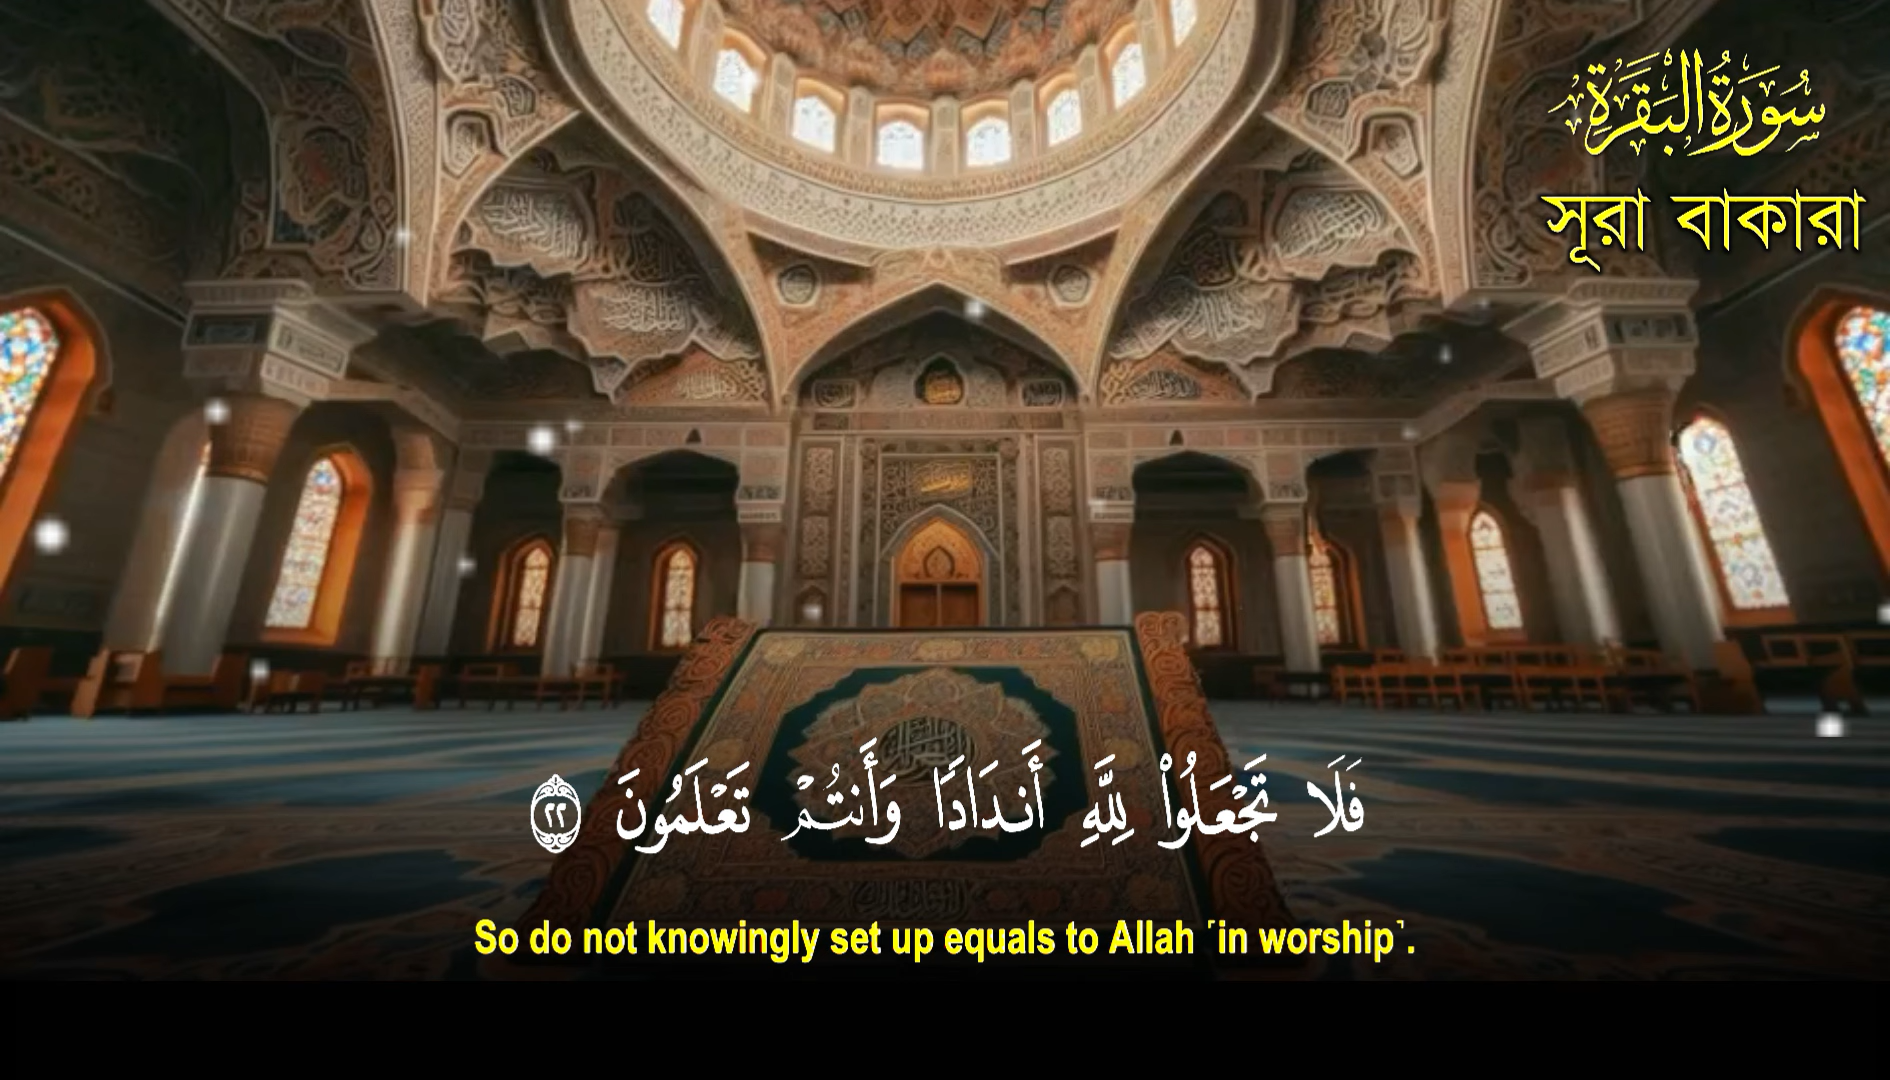 سُورَةُ البَقَرَةِ
সূরা বাকারা
فَلَا تَجْعَلُوا۟ لِلَّهِ أَندَادًا وَأَنتُمْ تَعْلَمُونَ ٢٢
So do not knowingly set up equals to Allah ˹in worship˺.